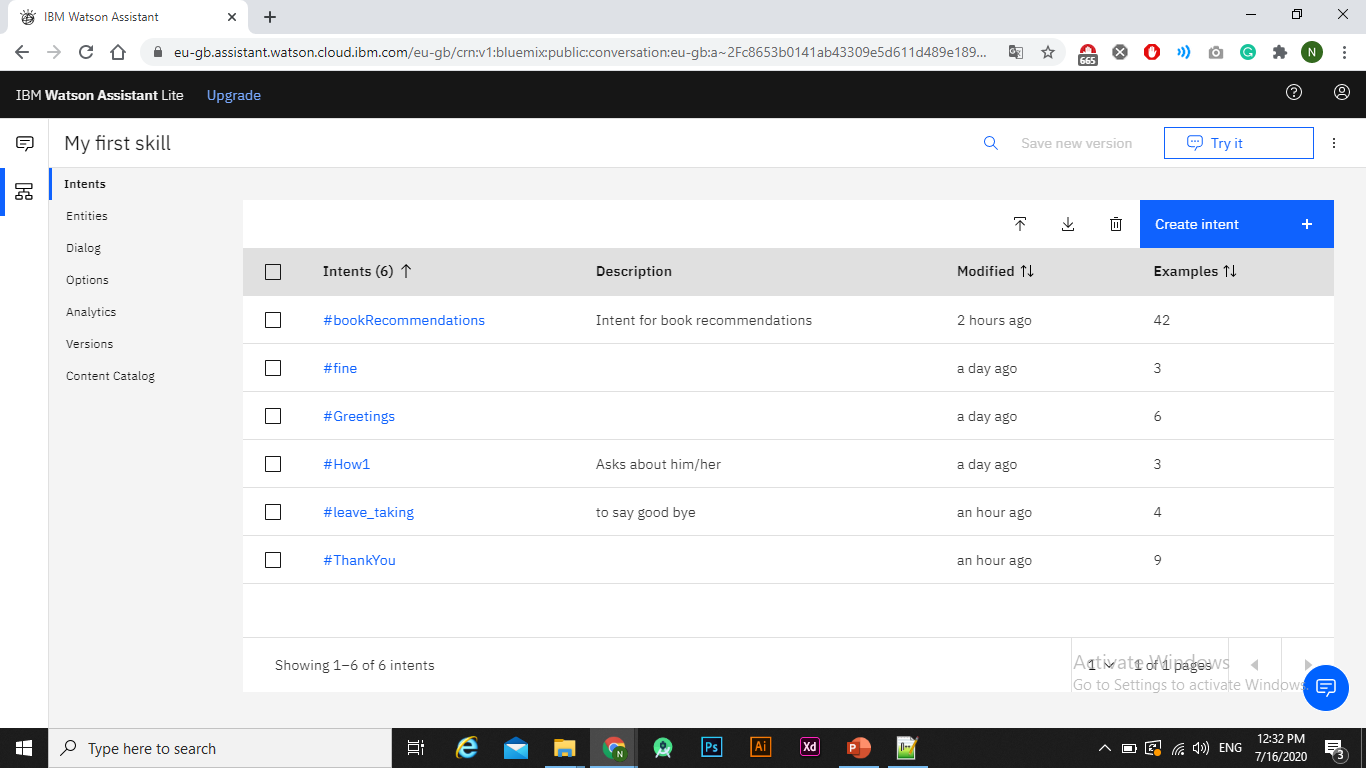 IBM Watson Assistant
eu-gb.assistant.watson.cloud.ibm.com/eu-gb/crn:v1:bluemix:public:conversation:eu-gb:a~2Fc8653b0141ab43309e5d611d489e189...
665
N
IBM Watson Assistant Lite Upgrade
My first skill
Save new version
Try it
Intents
Entities
Dialog
Options
Analytics
Versions
Content Catalog
Create intent +
Intents (6) Description Modified Examples
#bookRecommendations Intent for book recommendations 2 hours ago 42
#fine a day ago 3
#Greetings a day ago 6
#How1 Asks about him/her a day ago 3
#leave_taking to say good bye an hour ago 4
#ThankYou an hour ago 9
Showing 1–6 of 6 intents
1 1 of 1 pages
Activate Windows
Go to Settings to activate Windows.
Type here to search
N
Ps
Ai
Xd
P
ENG
12:32 PM
7/16/2020
3